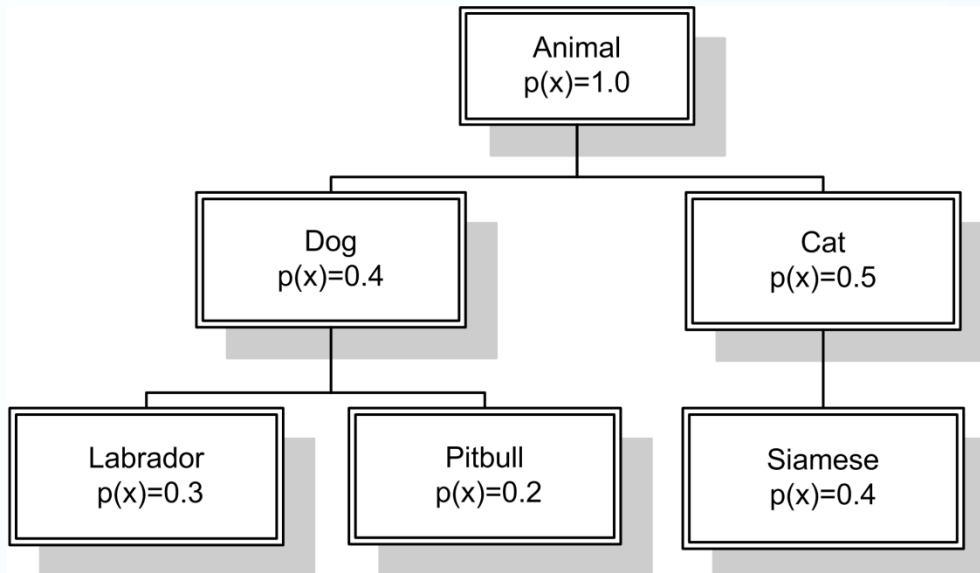 Animal
p(x)=1.0
Dog
p(x)=0.4
Cat
p(x)=0.5
Labrador
p(x)=0.3
Pitbull
p(x)=0.2
Siamese
p(x)=0.4